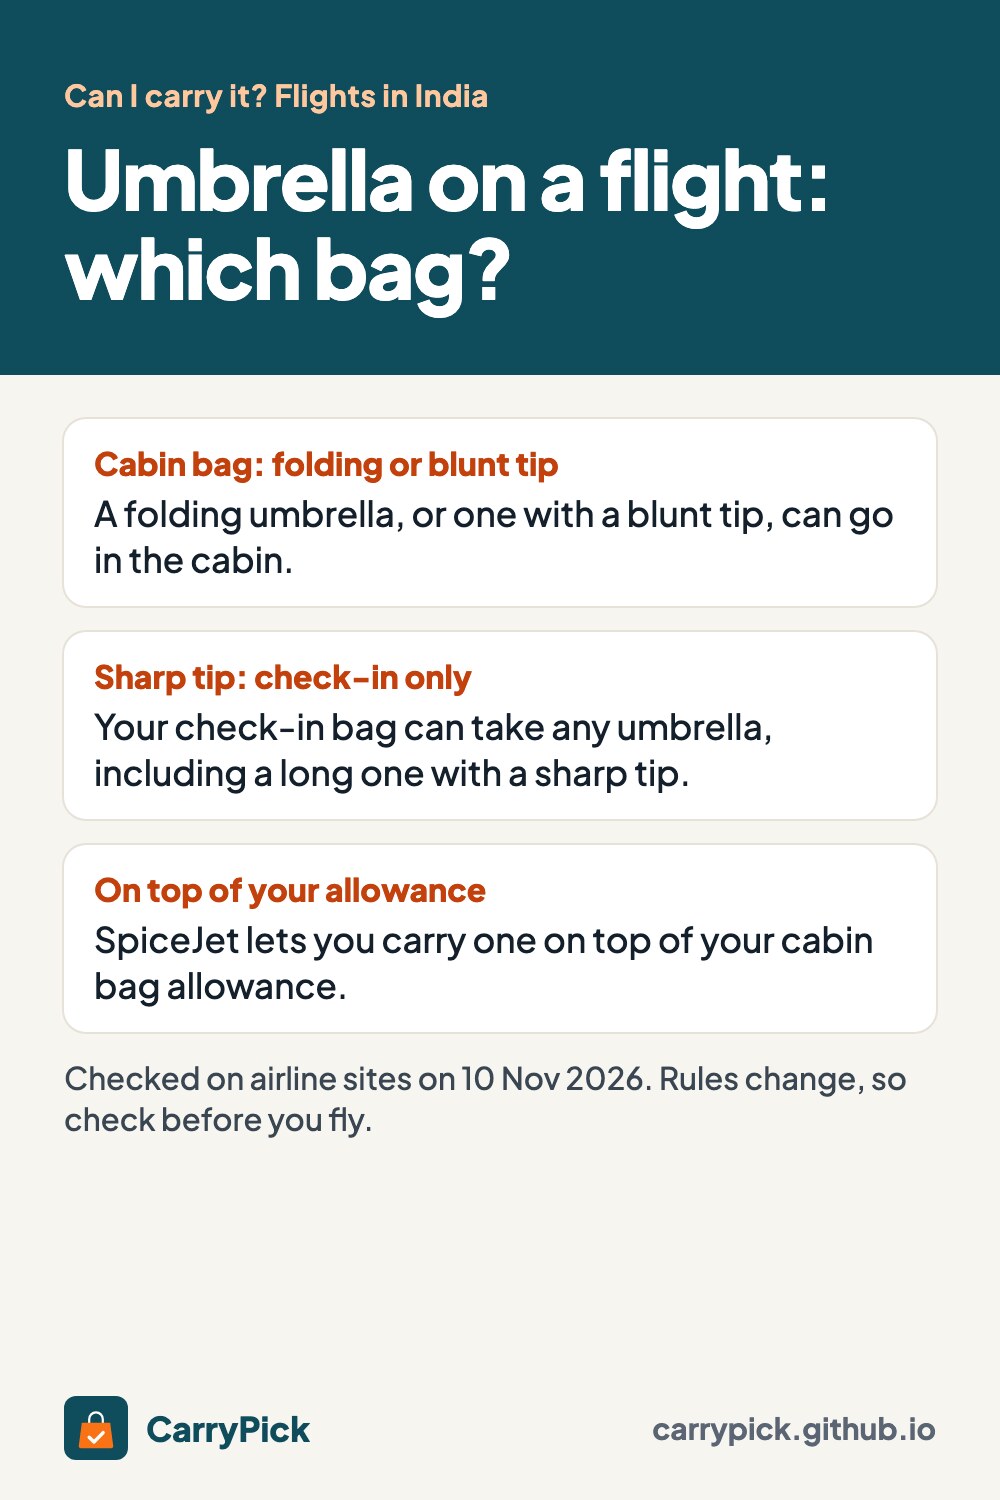 Can I carry it? Flights in India
Umbrella on a flight:
which bag?
Cabin bag: folding or blunt tip
A folding umbrella, or one with a blunt tip, can go
in the cabin.
Sharp tip: check-in only
Your check-in bag can take any umbrella,
including a long one with a sharp tip.
On top of your allowance
SpiceJet lets you carry one on top of your cabin
bag allowance.
Checked on airline sites on 10 Nov 2026. Rules change, so
check before you fly.
CarryPick
carrypick.github.io